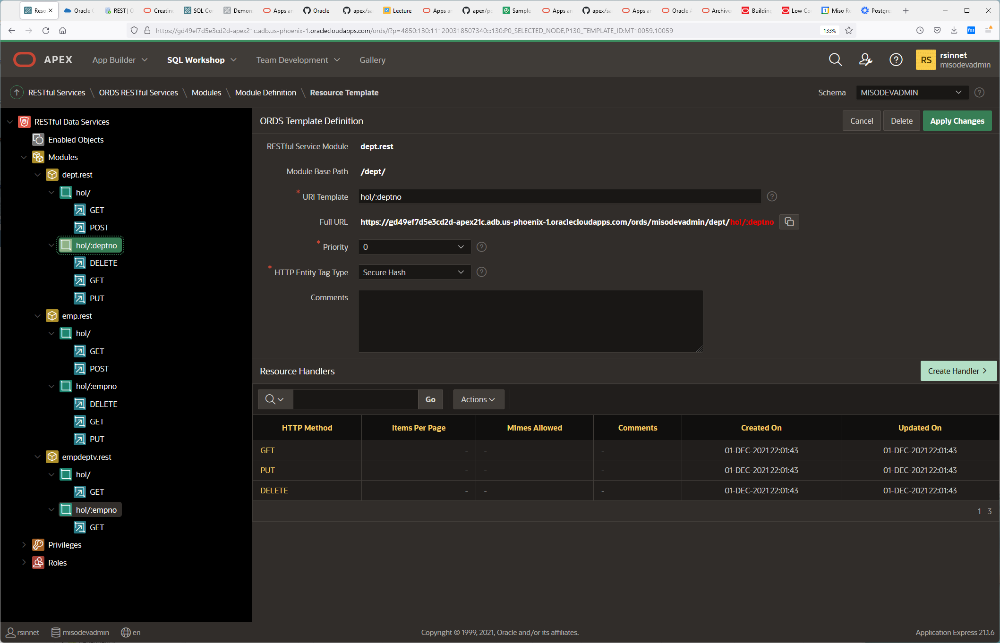 Reso
Oracle
REST | O
Creating
SQL Co
Demon
Apps an
Oracle
apex/sa
Lecture
Apps an
apex/po
Sample
Apps an
apex/sa
Apps an
Oracle A
Archive
Building
Low Co
Miso Ro
Postgre
https://gd49ef7d5e3cd2d-apex21c.adb.us-phoenix-1.oraclecloudapps.com/ords/f?p=4850:130:111200318507340:::130:P0_SELECTED_NODE,P130_TEMPLATE_ID:MT10059,10059
133%
fos
APEX
App Builder
SQL Workshop
Team Development
Gallery
RS
rsinnet
misodevadmin
RESTful Services \ ORDS RESTful Services \ Modules \ Module Definition \ Resource Template
Schema
MISODEVADMIN
RESTful Data Services
Enabled Objects
Modules
dept.rest
hol/
GET
POST
hol/:deptno
DELETE
GET
PUT
emp.rest
hol/
GET
POST
hol/:empno
DELETE
GET
PUT
empdeptv.rest
hol/
GET
hol/:empno
GET
Privileges
Roles
ORDS Template Definition
Cancel
Delete
Apply Changes
RESTful Service Module dept.rest
Module Base Path /dept/
* URI Template hol/:deptno
Full URL https://gd49ef7d5e3cd2d-apex21c.adb.us-phoenix-1.oraclecloudapps.com/ords/misodevadmin/dept/hol/:deptno
* Priority 0
* HTTP Entity Tag Type Secure Hash
Comments
Resource Handlers
Create Handler
Go
Actions
HTTP Method Items Per Page Mimes Allowed Comments Created On Updated On
GET - - - 01-DEC-2021 22:01:43 01-DEC-2021 22:01:43
PUT - - - 01-DEC-2021 22:01:43 01-DEC-2021 22:01:43
DELETE - - - 01-DEC-2021 22:01:43 01-DEC-2021 22:01:43
1 - 3
rsinnet
misodevadmin
en
Copyright © 1999, 2021, Oracle and/or its affiliates.
Application Express 21.1.6